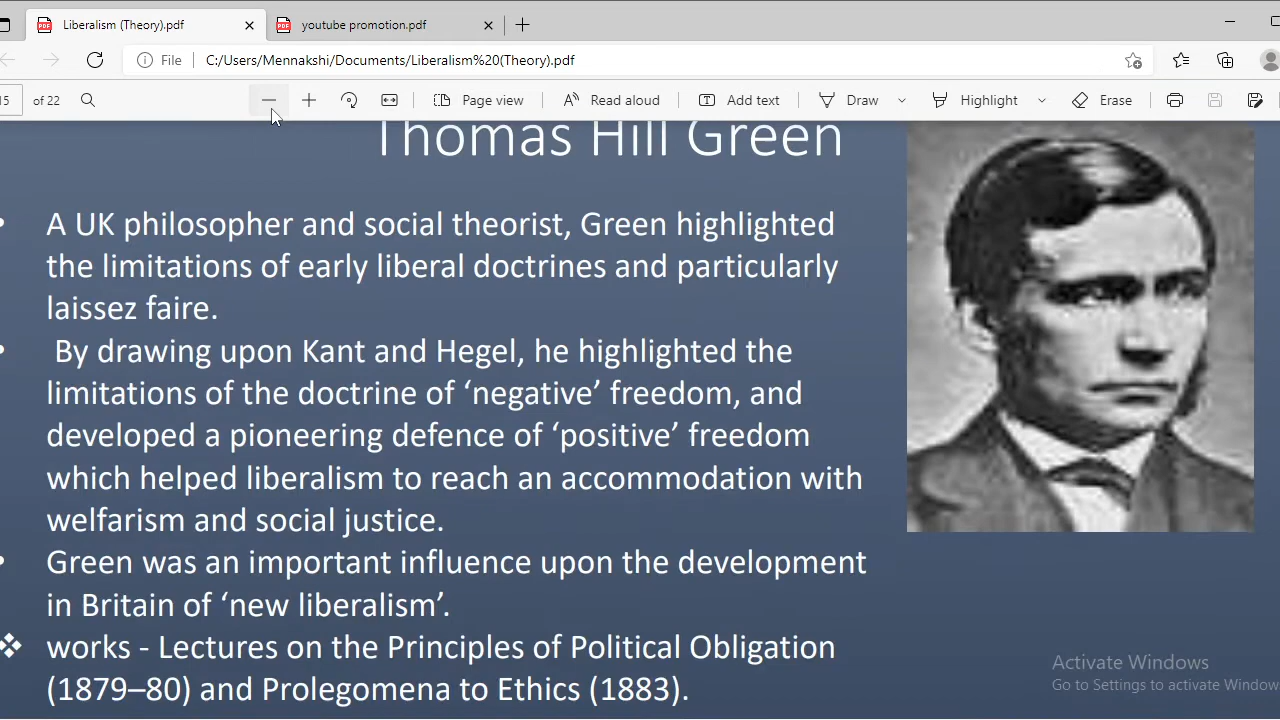 Liberalism (Theory).pdf
youtube promotion.pdf
File C:/Users/Mennakshi/Documents/Liberalism%20(Theory).pdf
15 of 22 Page view Read aloud Add text Draw Highlight Erase
Thomas Hill Green
• A UK philosopher and social theorist, Green highlighted
the limitations of early liberal doctrines and particularly
laissez faire.
• By drawing upon Kant and Hegel, he highlighted the
limitations of the doctrine of ‘negative’ freedom, and
developed a pioneering defence of ‘positive’ freedom
which helped liberalism to reach an accommodation with
welfarism and social justice.
• Green was an important influence upon the development
in Britain of ‘new liberalism’.
❖ works - Lectures on the Principles of Political Obligation
(1879–80) and Prolegomena to Ethics (1883).
Activate Windows
Go to Settings to activate Window